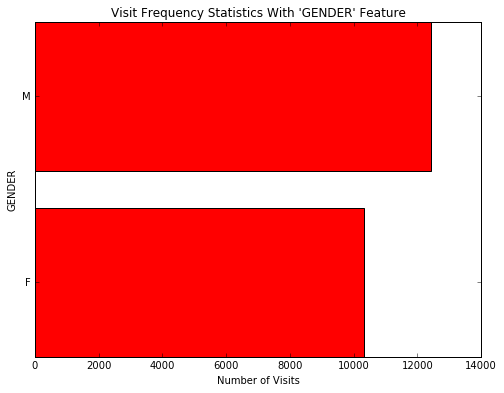 Visit Frequency Statistics With 'GENDER' Feature
M
GENDER
F
0 2000 4000 6000 8000 10000 12000 14000
Number of Visits